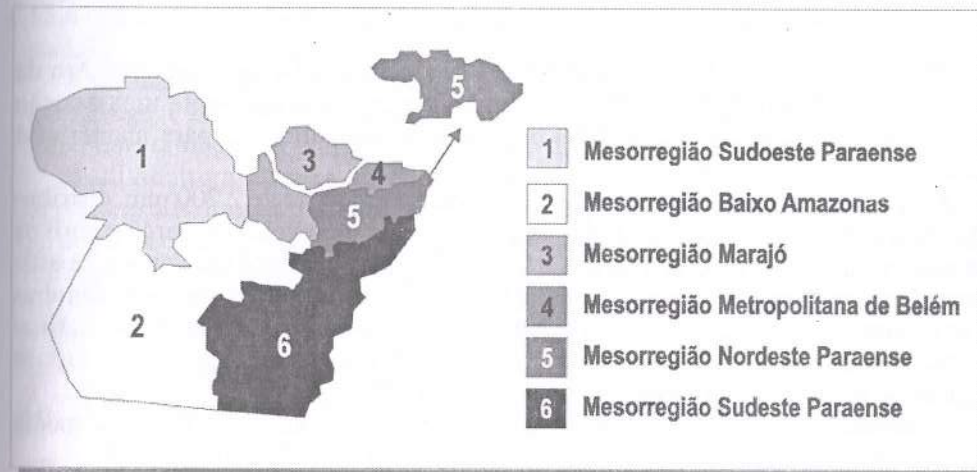 5
1
3
4
5
2
6
1 Mesorregião Sudoeste Paraense
2 Mesorregião Baixo Amazonas
3 Mesorregião Marajó
4 Mesorregião Metropolitana de Belém
5 Mesorregião Nordeste Paraense
6 Mesorregião Sudeste Paraense